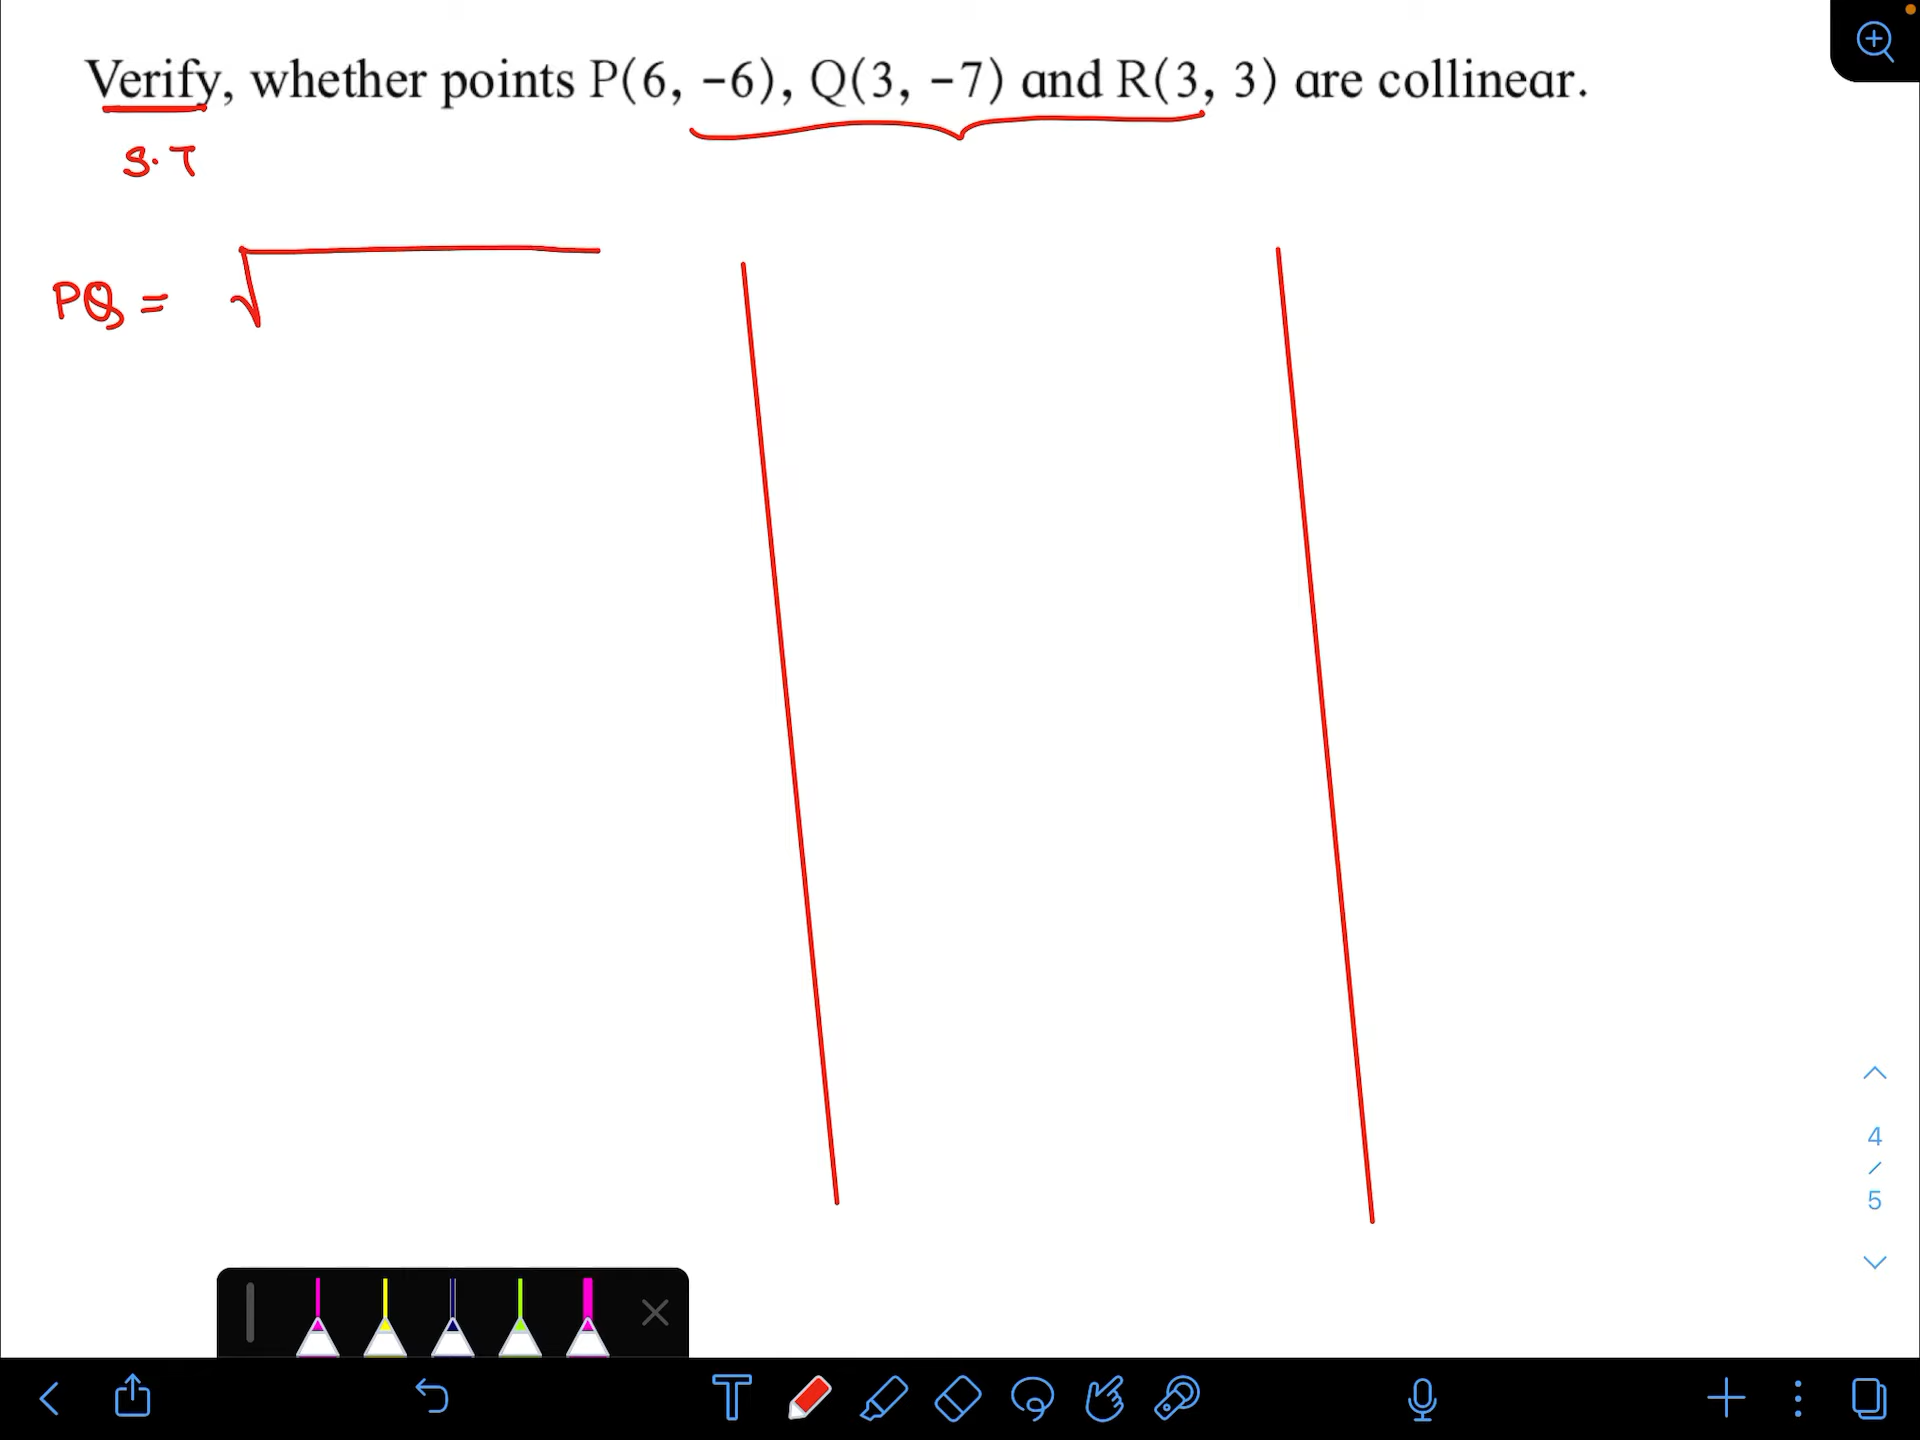 Verify, whether points P(6, −6), Q(3, −7) and R(3, 3) are collinear.
S.T
PQ = √
4
/
5